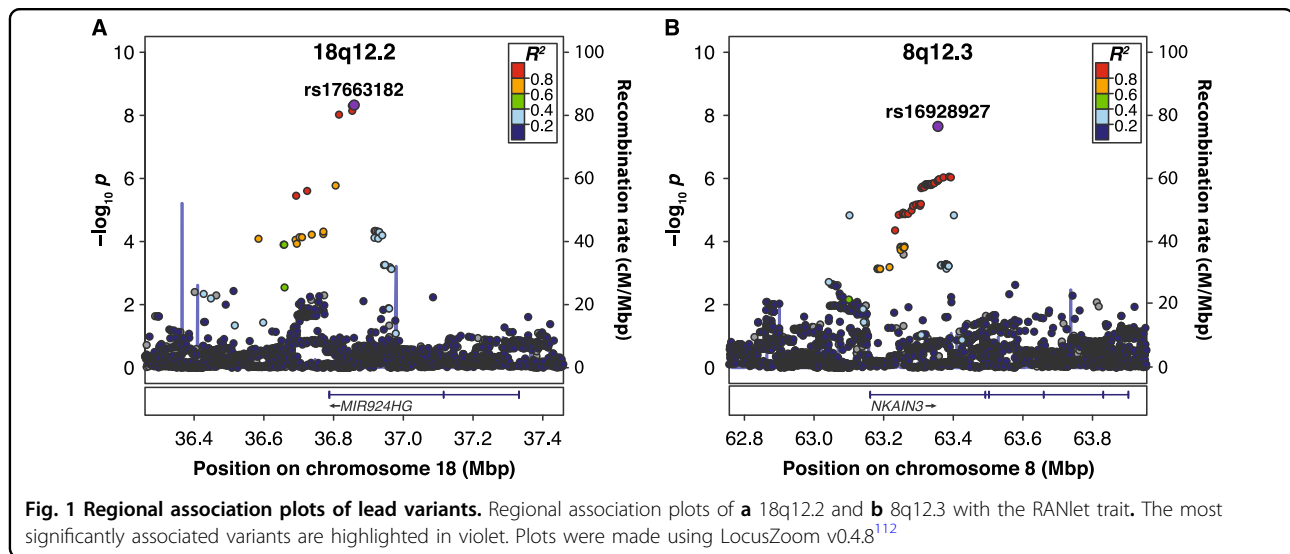 A
18q12.2
rs17663182
R²
0.8
0.6
0.4
0.2
10
8
6
4
2
0
−log₁₀ p
100
80
60
40
20
0
Recombination rate (cM/Mbp)
←MIR924HG
36.4 36.6 36.8 37.0 37.2 37.4
Position on chromosome 18 (Mbp)
B
8q12.3
rs16928927
R²
0.8
0.6
0.4
0.2
10
8
6
4
2
0
−log₁₀ p
100
80
60
40
20
0
Recombination rate (cM/Mbp)
NKAIN3→
62.8 63.0 63.2 63.4 63.6 63.8
Position on chromosome 8 (Mbp)
Fig. 1 Regional association plots of lead variants. Regional association plots of a 18q12.2 and b 8q12.3 with the RANlet trait. The most
significantly associated variants are highlighted in violet. Plots were made using LocusZoom v0.4.8¹¹²